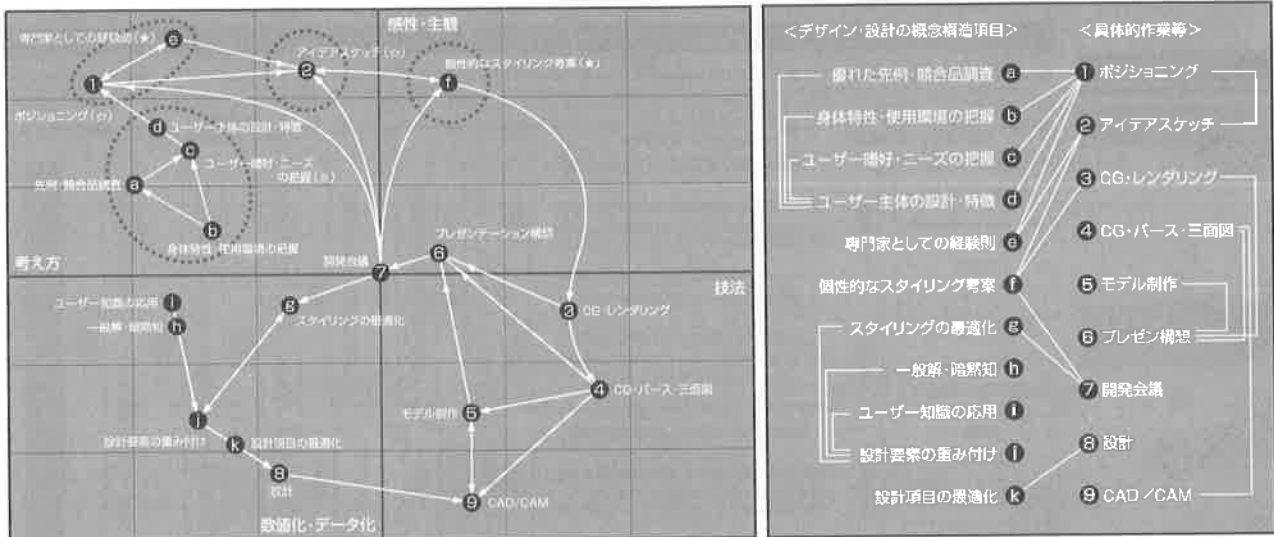 感性・主観
専門家としての経験則(★)
e
アイデアスケッチ(☆)
2
個性的なスタイリング考案(★)
f
1
ポジショニング(☆)
d
ユーザー主体の設計・特徴
c
ユーザー嗜好・ニーズ
の把握(☆)
先例・競合品調査
a
b
身体特性・使用環境の把握
プレゼンテーション構想
6
考え方
開発会議
7
技法
ユーザー知識の応用
i
一般解・暗黙知
h
g
スタイリングの最適化
3
CG・レンダリング
4
CG・パース・三面図
モデル制作
5
j
設計要素の重み付け
k
設計項目の最適化
8
設計
9
CAD/CAM
数値化・データ化
＜デザイン・設計の概念構造項目＞
＜具体的作業等＞
優れた先例・競合品調査 a
1 ポジショニング
身体特性・使用環境の把握 b
2 アイデアスケッチ
ユーザー嗜好・ニーズの把握 c
3 CG・レンダリング
ユーザー主体の設計・特徴 d
4 CG・パース・三面図
専門家としての経験則 e
5 モデル制作
個性的なスタイリング考案 f
6 プレゼン構想
スタイリングの最適化 g
7 開発会議
一般解・暗黙知 h
ユーザー知識の応用 i
8 設計
設計要素の重み付け j
9 CAD／CAM
設計項目の最適化 k